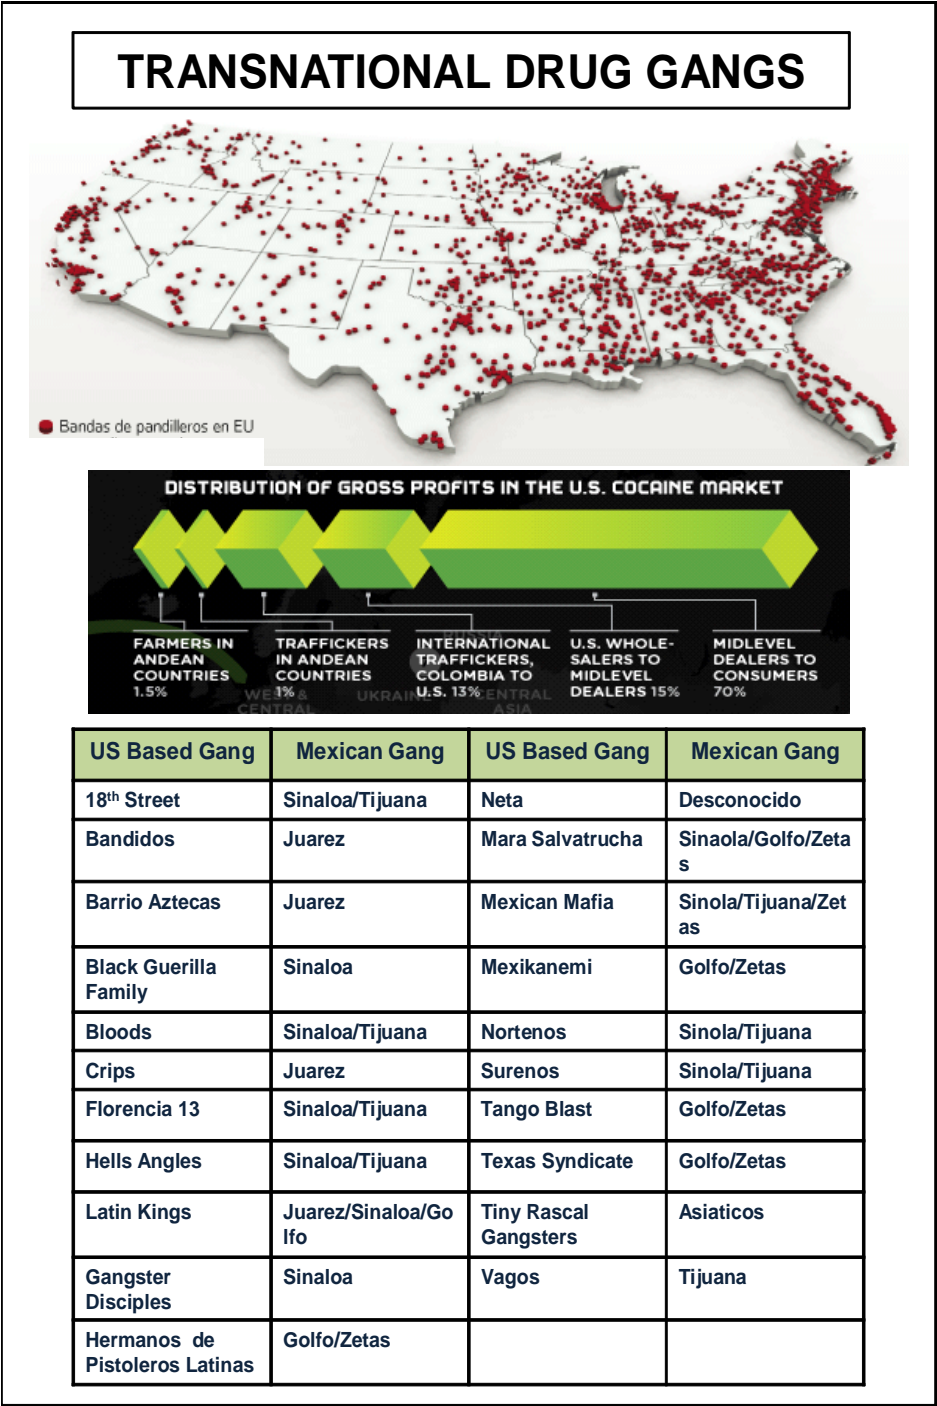 TRANSNATIONAL DRUG GANGS
Bandas de pandilleros en EU
DISTRIBUTION OF GROSS PROFITS IN THE U.S. COCAINE MARKET
FARMERS IN
ANDEAN
COUNTRIES
1.5%
TRAFFICKERS
IN ANDEAN
COUNTRIES
1%
INTERNATIONAL
TRAFFICKERS,
COLOMBIA TO
U.S. 13%
U.S. WHOLE-
SALERS TO
MIDLEVEL
DEALERS 15%
MIDLEVEL
DEALERS TO
CONSUMERS
70%
RUSSIA
WEST &
CENTRAL
UKRAINE
CENTRAL
ASIA
US Based Gang Mexican Gang US Based Gang Mexican Gang
18th Street Sinaloa/Tijuana Neta Desconocido
Bandidos Juarez Mara Salvatrucha Sinaola/Golfo/Zeta
s
Barrio Aztecas Juarez Mexican Mafia Sinola/Tijuana/Zet
as
Black Guerilla Sinaloa Mexikanemi Golfo/Zetas
Family
Bloods Sinaloa/Tijuana Nortenos Sinola/Tijuana
Crips Juarez Surenos Sinola/Tijuana
Florencia 13 Sinaloa/Tijuana Tango Blast Golfo/Zetas
Hells Angles Sinaloa/Tijuana Texas Syndicate Golfo/Zetas
Latin Kings Juarez/Sinaloa/Go Tiny Rascal Asiaticos
lfo Gangsters
Gangster Sinaloa Vagos Tijuana
Disciples
Hermanos de Golfo/Zetas
Pistoleros Latinas